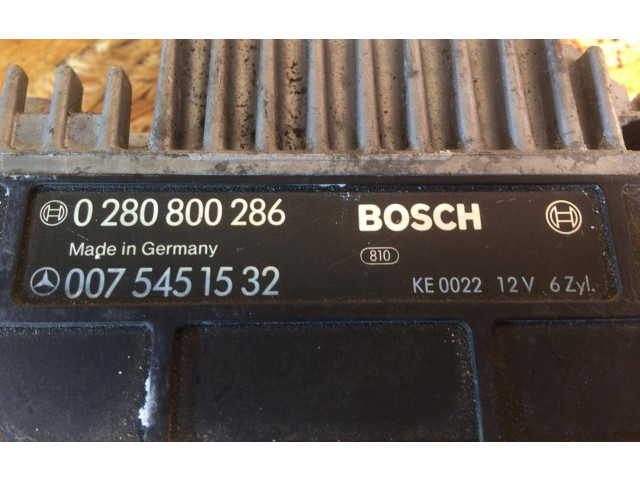 0 280 800 286 BOSCH
Made in Germany 810
007 545 15 32 KE 0022 12 V 6 Zyl.